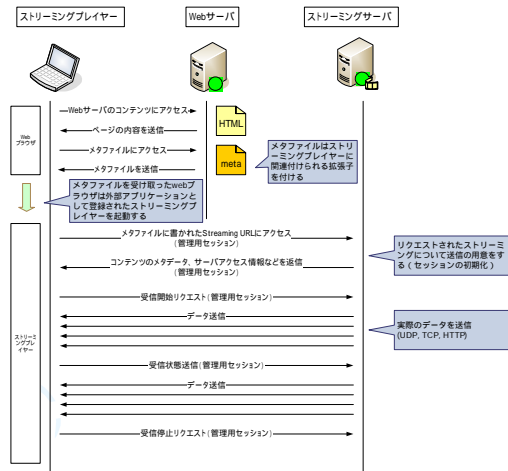 ストリーミングプレイヤー
Webサーバ
ストリーミングサーバ
Web
ブラウザ
Webサーバのコンテンツにアクセス
HTML
ページの内容を送信
メタファイルにアクセス
meta
メタファイルを送信
メタファイルはストリ
ーミングプレイヤーに
関連付けられる拡張子
を付ける
メタファイルを受け取ったwebブ
ラウザは外部アプリケーションと
して登録されたストリーミングプ
レイヤーを起動する
メタファイルに書かれたStreaming URLにアクセス
(管理用セッション)
リクエストされたストリーミ
ングについて送信の用意をす
る(セッションの初期化)
コンテンツのメタデータ、サーバアクセス情報などを返信
(管理用セッション)
受信開始リクエスト(管理用セッション)
データ送信
実際のデータを送信
(UDP, TCP, HTTP)
ストリーミ
ングプレ
イヤー
受信状態送信(管理用セッション)
データ送信
受信停止リクエスト(管理用セッション)